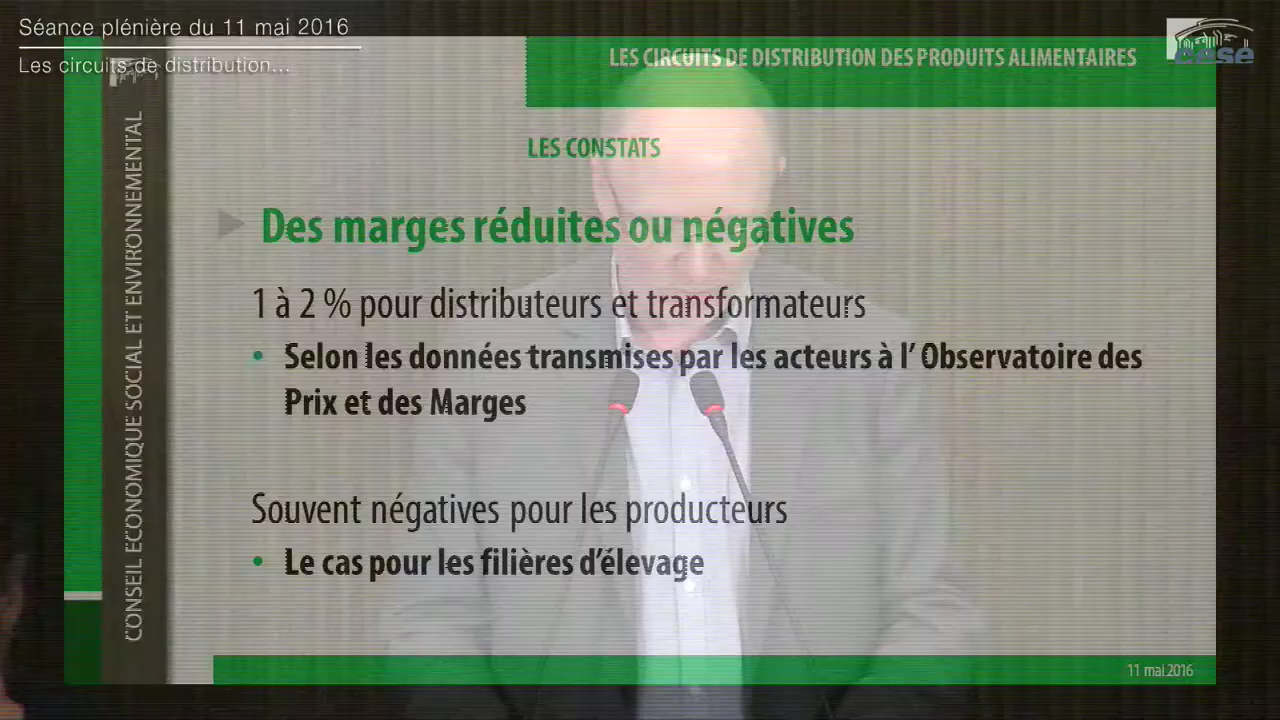 Séance plénière du 11 mai 2016
Les circuits de distribution...
cese
LES CIRCUITS DE DISTRIBUTION DES PRODUITS ALIMENTAIRES
CONSEIL ECONOMIQUE SOCIAL ET ENVIRONNEMENTAL
LES CONSTATS
Des marges réduites ou négatives
1 à 2 % pour distributeurs et transformateurs
• Selon les données transmises par les acteurs à l’ Observatoire des
Prix et des Marges
Souvent négatives pour les producteurs
• Le cas pour les filières d’élevage
11 mai 2016